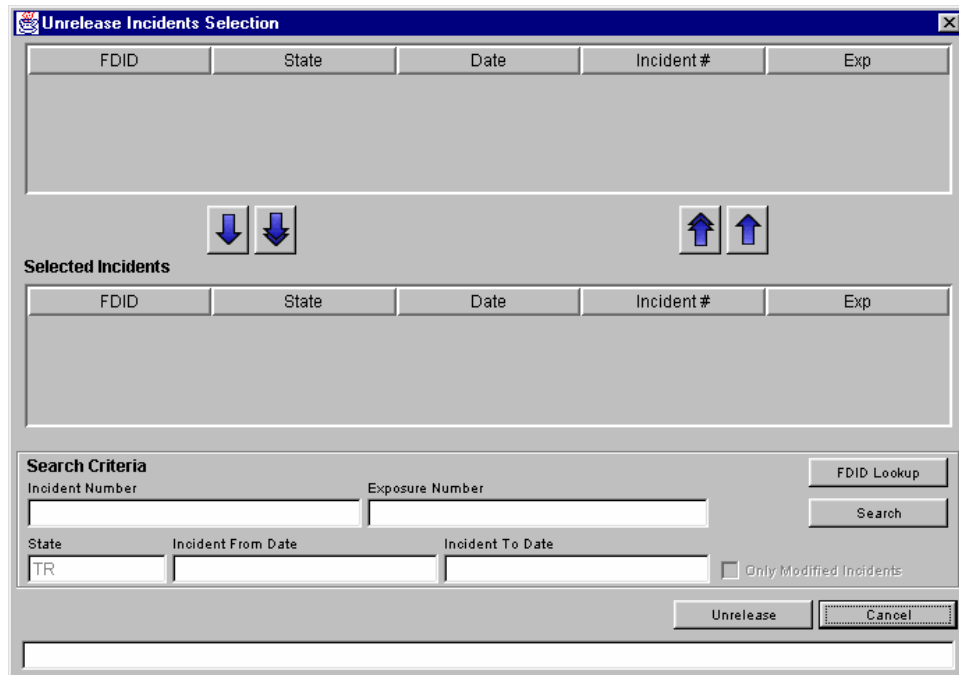 Unrelease Incidents Selection
FDID State Date Incident # Exp
Selected Incidents
FDID State Date Incident # Exp
Search Criteria
FDID Lookup
Incident Number Exposure Number
Search
State Incident From Date Incident To Date
TR
Only Modified Incidents
Unrelease Cancel